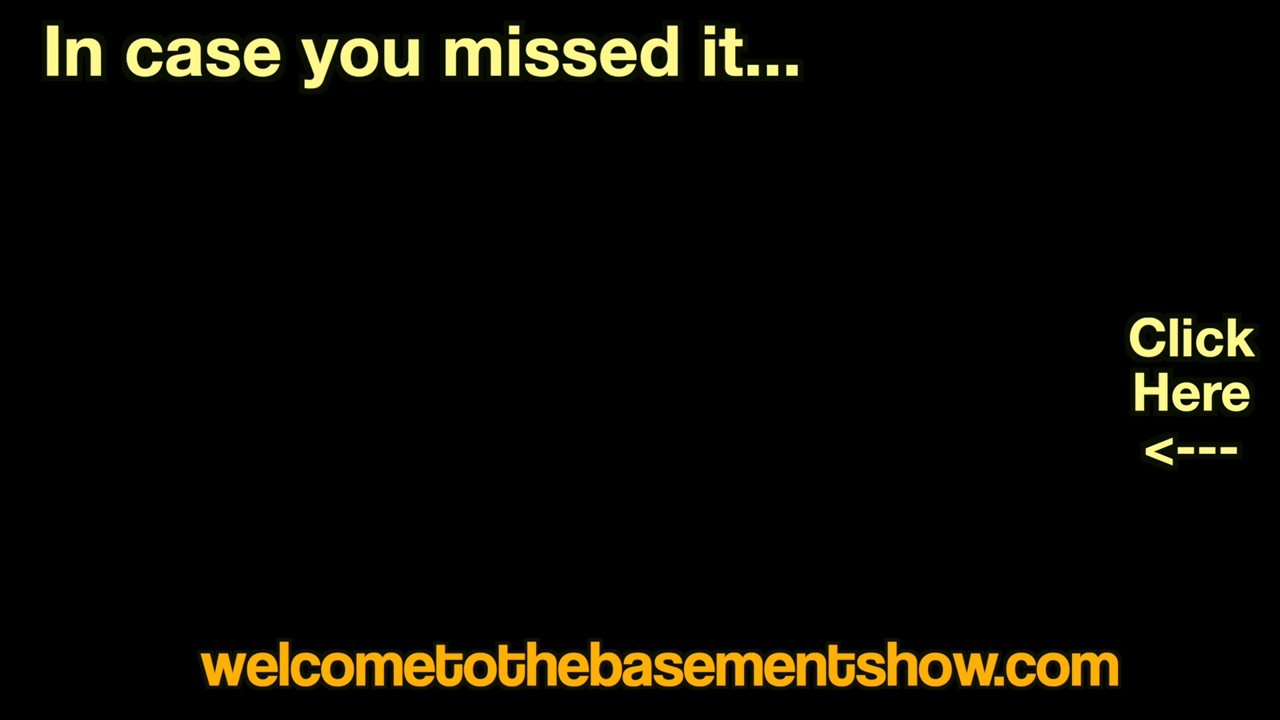 In case you missed it...
Click
Here
<---
welcometothebasementshow.com